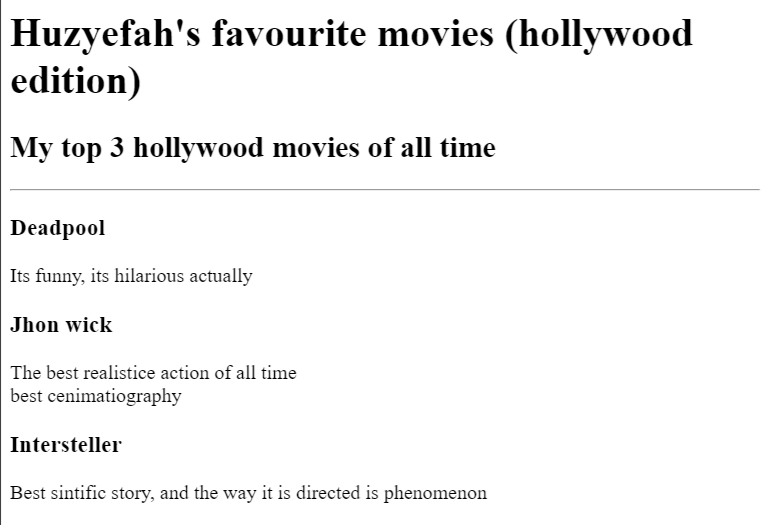 Huzyefah's favourite movies (hollywood
edition)
My top 3 hollywood movies of all time
Deadpool
Its funny, its hilarious actually
Jhon wick
The best realistice action of all time
best cenimatiography
Intersteller
Best sintific story, and the way it is directed is phenomenon